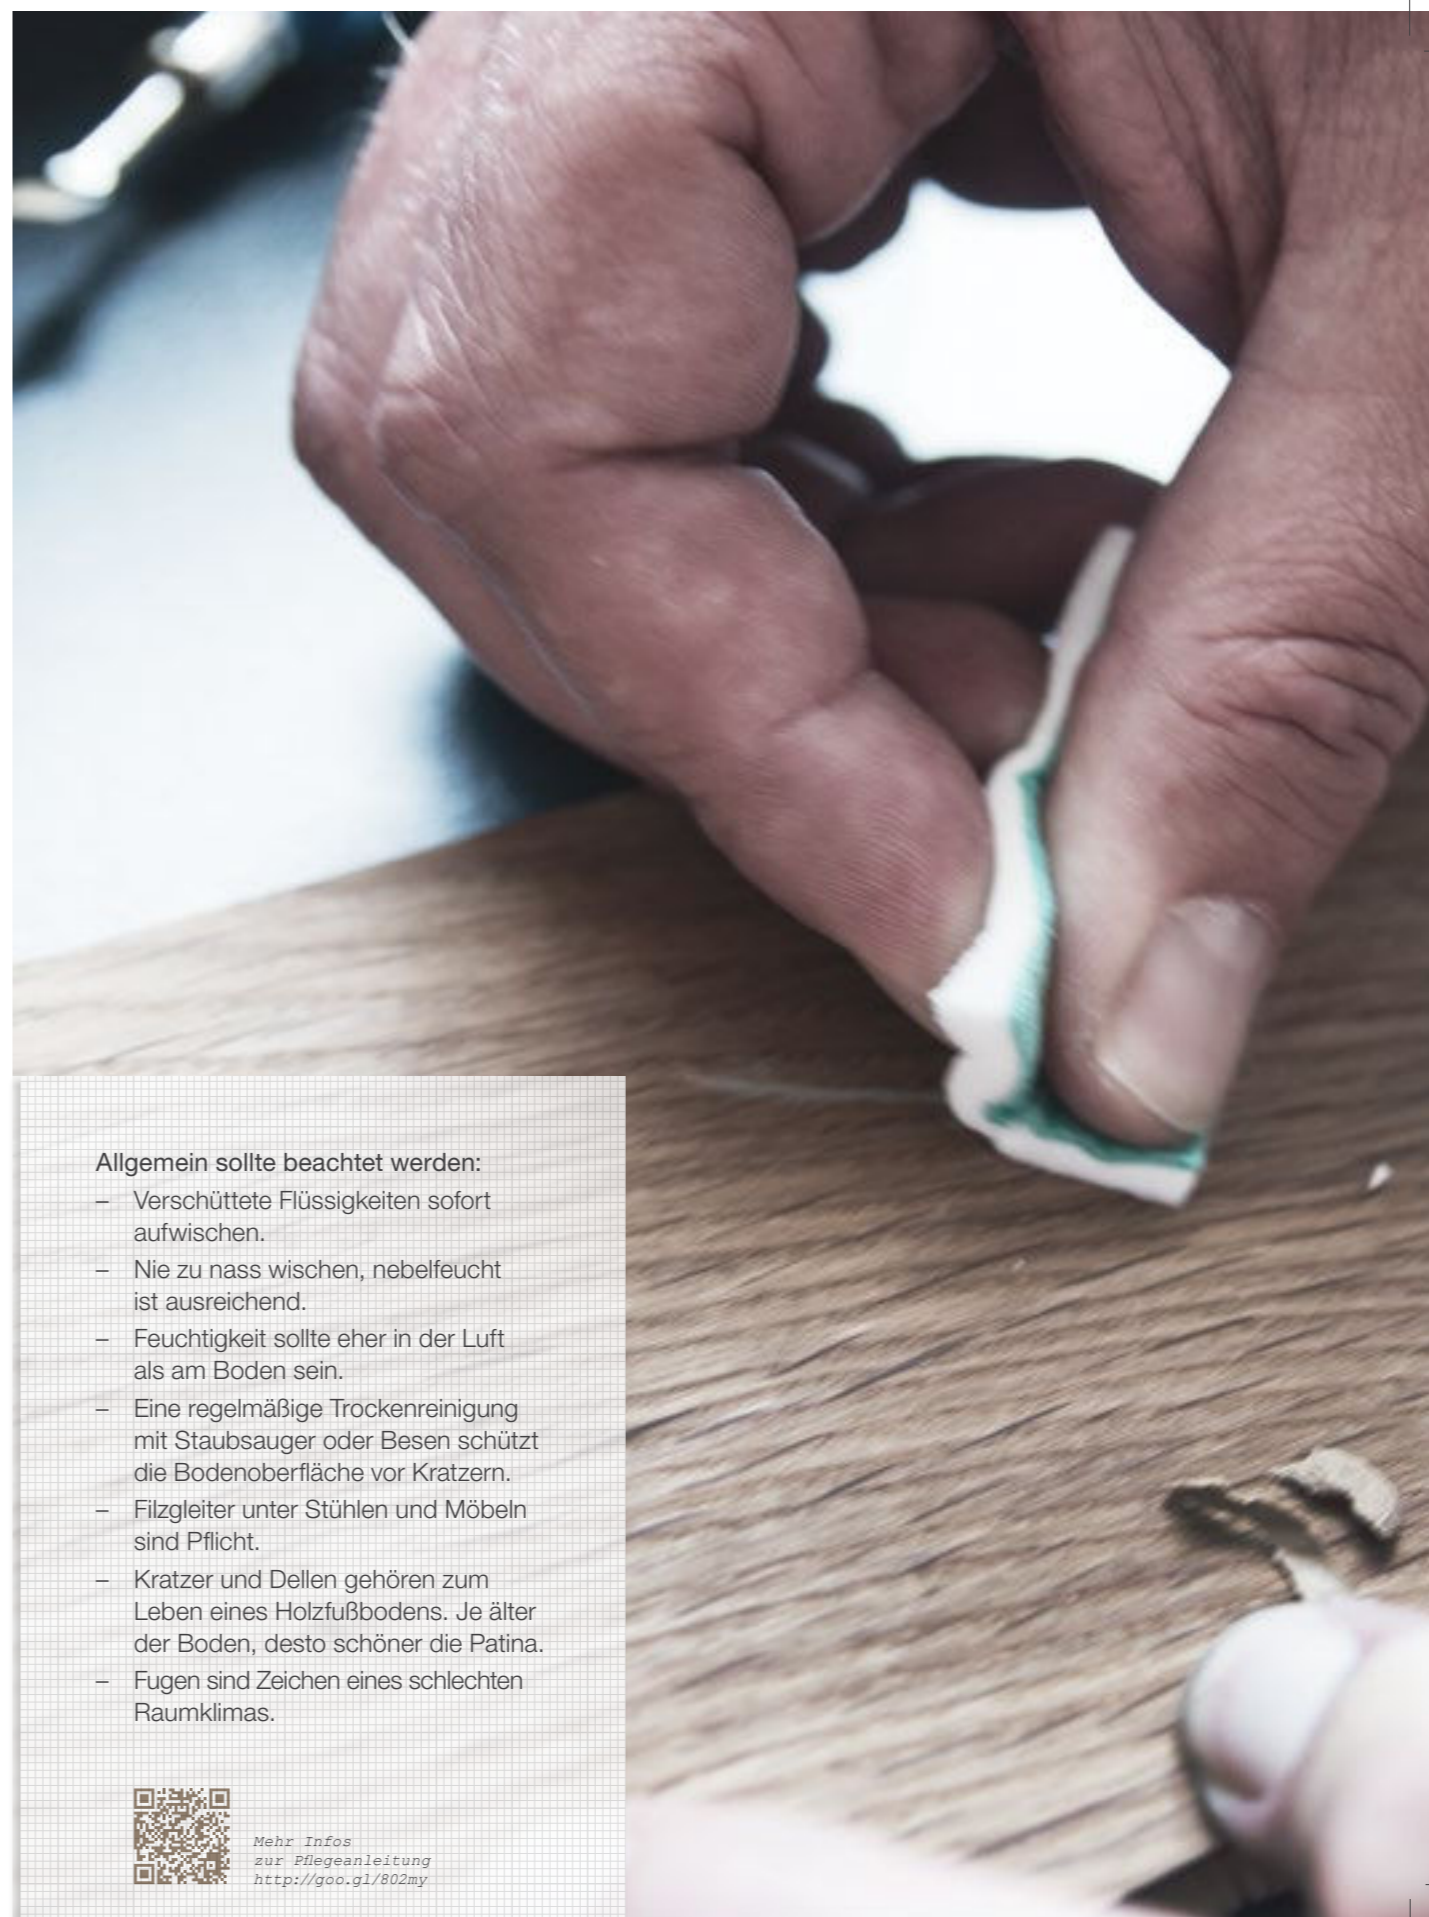 Allgemein sollte beachtet werden:
– Verschüttete Flüssigkeiten sofort
aufwischen.
– Nie zu nass wischen, nebelfeucht
ist ausreichend.
– Feuchtigkeit sollte eher in der Luft
als am Boden sein.
– Eine regelmäßige Trockenreinigung
mit Staubsauger oder Besen schützt
die Bodenoberfläche vor Kratzern.
– Filzgleiter unter Stühlen und Möbeln
sind Pflicht.
– Kratzer und Dellen gehören zum
Leben eines Holzfußbodens. Je älter
der Boden, desto schöner die Patina.
– Fugen sind Zeichen eines schlechten
Raumklimas.
Mehr Infos
zur Pflegeanleitung
http://goo.gl/802my